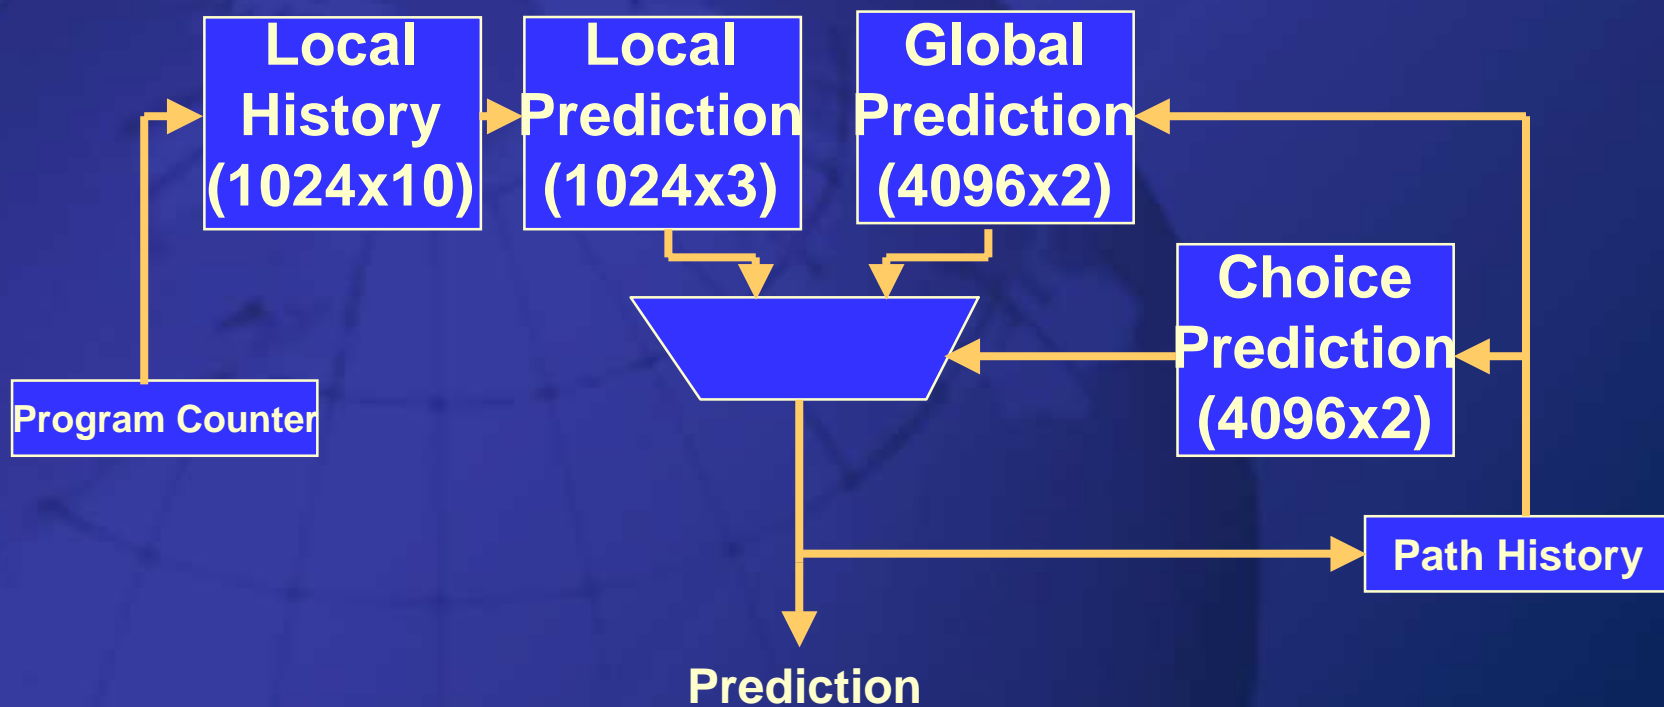 Local
History
(1024x10)
Local
Prediction
(1024x3)
Global
Prediction
(4096x2)
Choice
Prediction
(4096x2)
Program Counter
Path History
Prediction